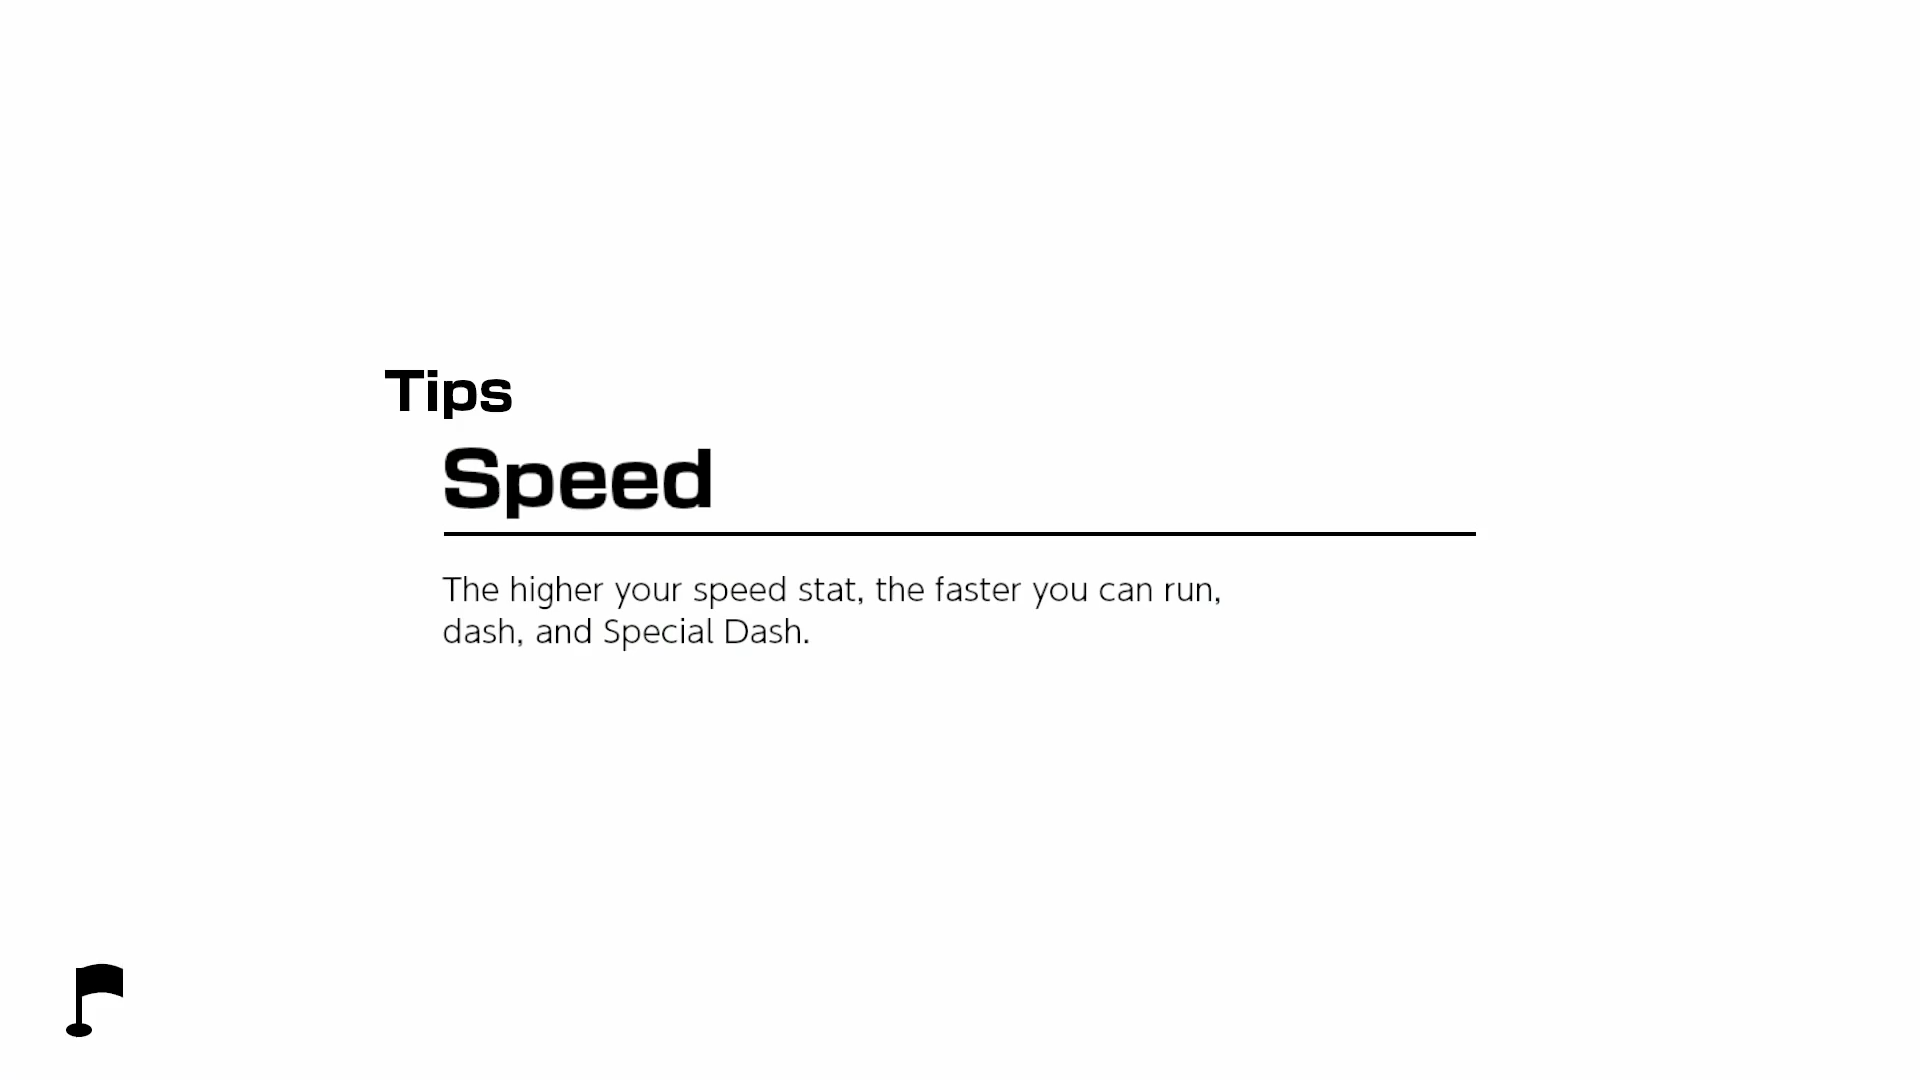 Tips
Speed
The higher your speed stat, the faster you can run,
dash, and Special Dash.